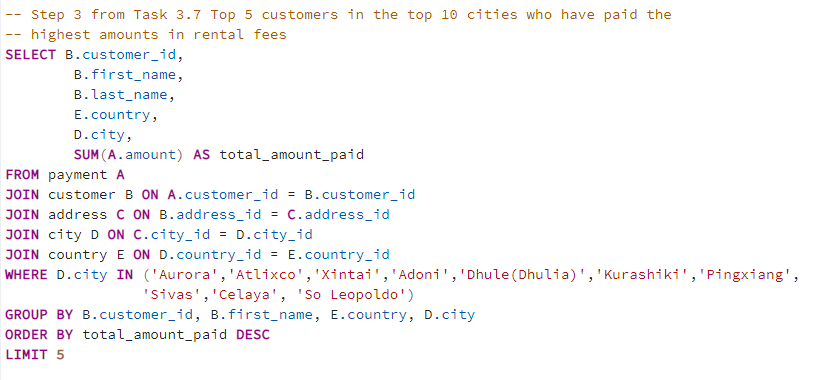 -- Step 3 from Task 3.7 Top 5 customers in the top 10 cities who have paid the
-- highest amounts in rental fees
SELECT B.customer_id,
B.first_name,
B.last_name,
E.country,
D.city,
SUM(A.amount) AS total_amount_paid
FROM payment A
JOIN customer B ON A.customer_id = B.customer_id
JOIN address C ON B.address_id = C.address_id
JOIN city D ON C.city_id = D.city_id
JOIN country E ON D.country_id = E.country_id
WHERE D.city IN ('Aurora','Atlixco','Xintai','Adoni','Dhule(Dhulia)','Kurashiki','Pingxiang',
'Sivas','Celaya', 'So Leopoldo')
GROUP BY B.customer_id, B.first_name, E.country, D.city
ORDER BY total_amount_paid DESC
LIMIT 5